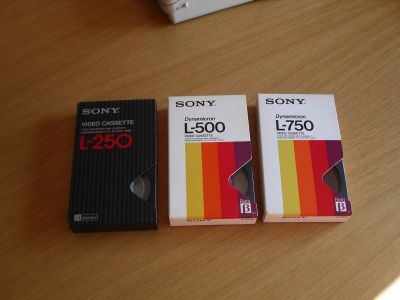 SONY
VIDEO CASSETTE
L-250
SONY
Dynamicron
L-500
VIDEO CASSETTE
Beta
B
SONY
Dynamicron
L-750
VIDEO CASSETTE
Beta
B